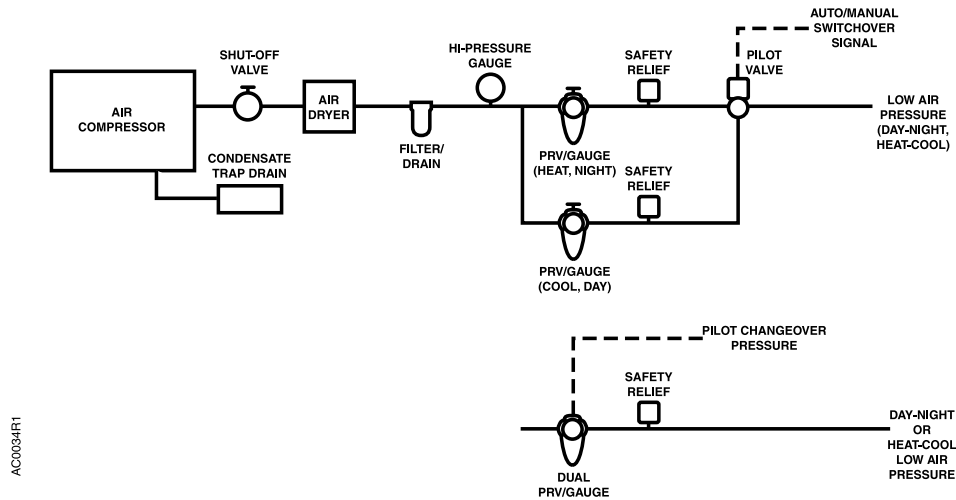 AUTO/MANUAL
SWITCHOVER
SIGNAL
HI-PRESSURE
GAUGE
SHUT-OFF
VALVE
SAFETY
RELIEF
PILOT
VALVE
AIR
COMPRESSOR
AIR
DRYER
LOW AIR
PRESSURE
(DAY-NIGHT,
HEAT-COOL)
FILTER/
DRAIN
PRV/GAUGE
(HEAT, NIGHT)
CONDENSATE
TRAP DRAIN
SAFETY
RELIEF
PRV/GAUGE
(COOL, DAY)
PILOT CHANGEOVER
PRESSURE
SAFETY
RELIEF
DAY-NIGHT
OR
HEAT-COOL
LOW AIR
PRESSURE
DUAL
PRV/GAUGE
AC0034R1